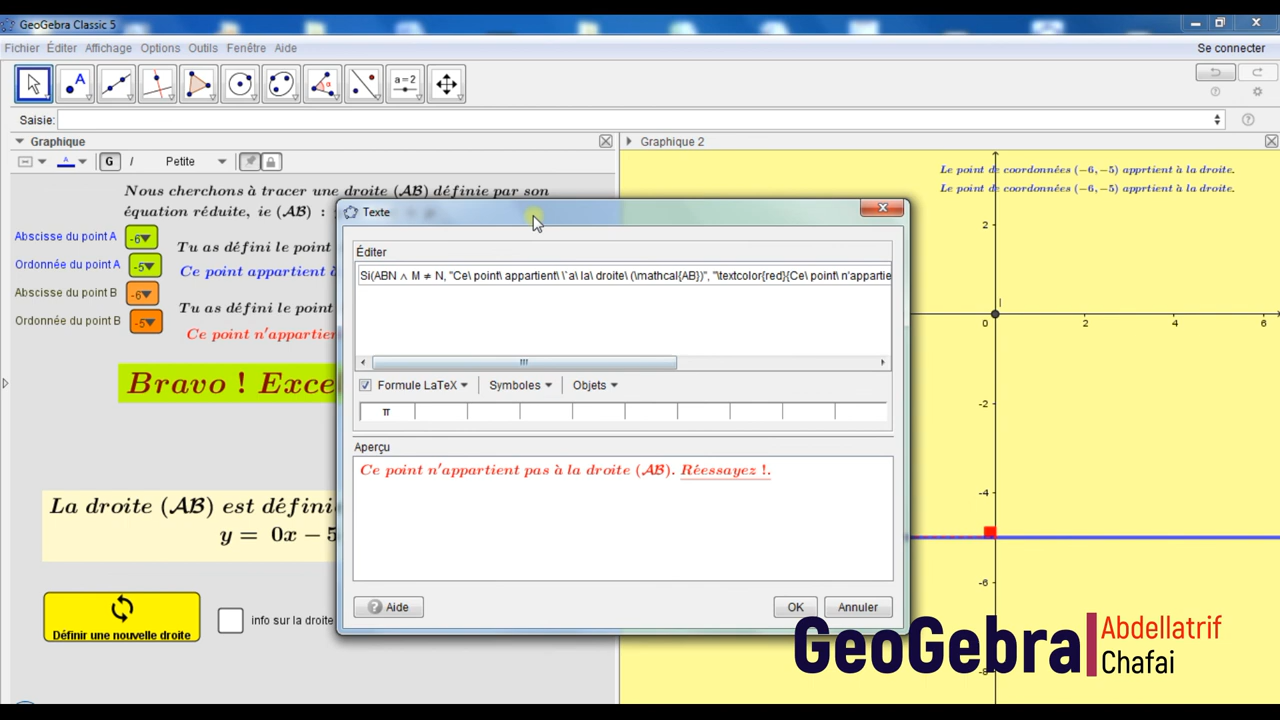 GeoGebra Classic 5
Fichier Éditer Affichage Options Outils Fenêtre Aide
Se connecter
a = 2
Saisie:
Graphique
Graphique 2
G / Petite
Nous cherchons à tracer une droite (AB) définie par son
équation réduite, ie (AB) :
Abscisse du point A -6
Tu as défini le point
Ordonnée du point A -5
Ce point appartient
Abscisse du point B -6
Tu as défini le point
Ordonnée du point B -5
Ce point n'appartien
Bravo ! Exce
La droite (AB) est défini
y = 0x − 5
Définir une nouvelle droite
info sur la droite
Texte
Éditer
Si(ABN ∧ M ≠ N, "Ce\ point\ appartient\ \`a\ la\ droite\ (\mathcal{AB})", "\textcolor{red}{Ce\ point\ n'appartie
Formule LaTeX Symboles Objets
π
Aperçu
Ce point n'appartient pas à la droite (AB). Réessayez !.
Aide
OK
Annuler
Le point de coordonnées (−6, −5) apprtient à la droite.
Le point de coordonnées (−6, −5) apprtient à la droite.
2
I
0 2 4 6
-2
-4
-6
-8
GeoGebra
Abdellatrif
Chafai